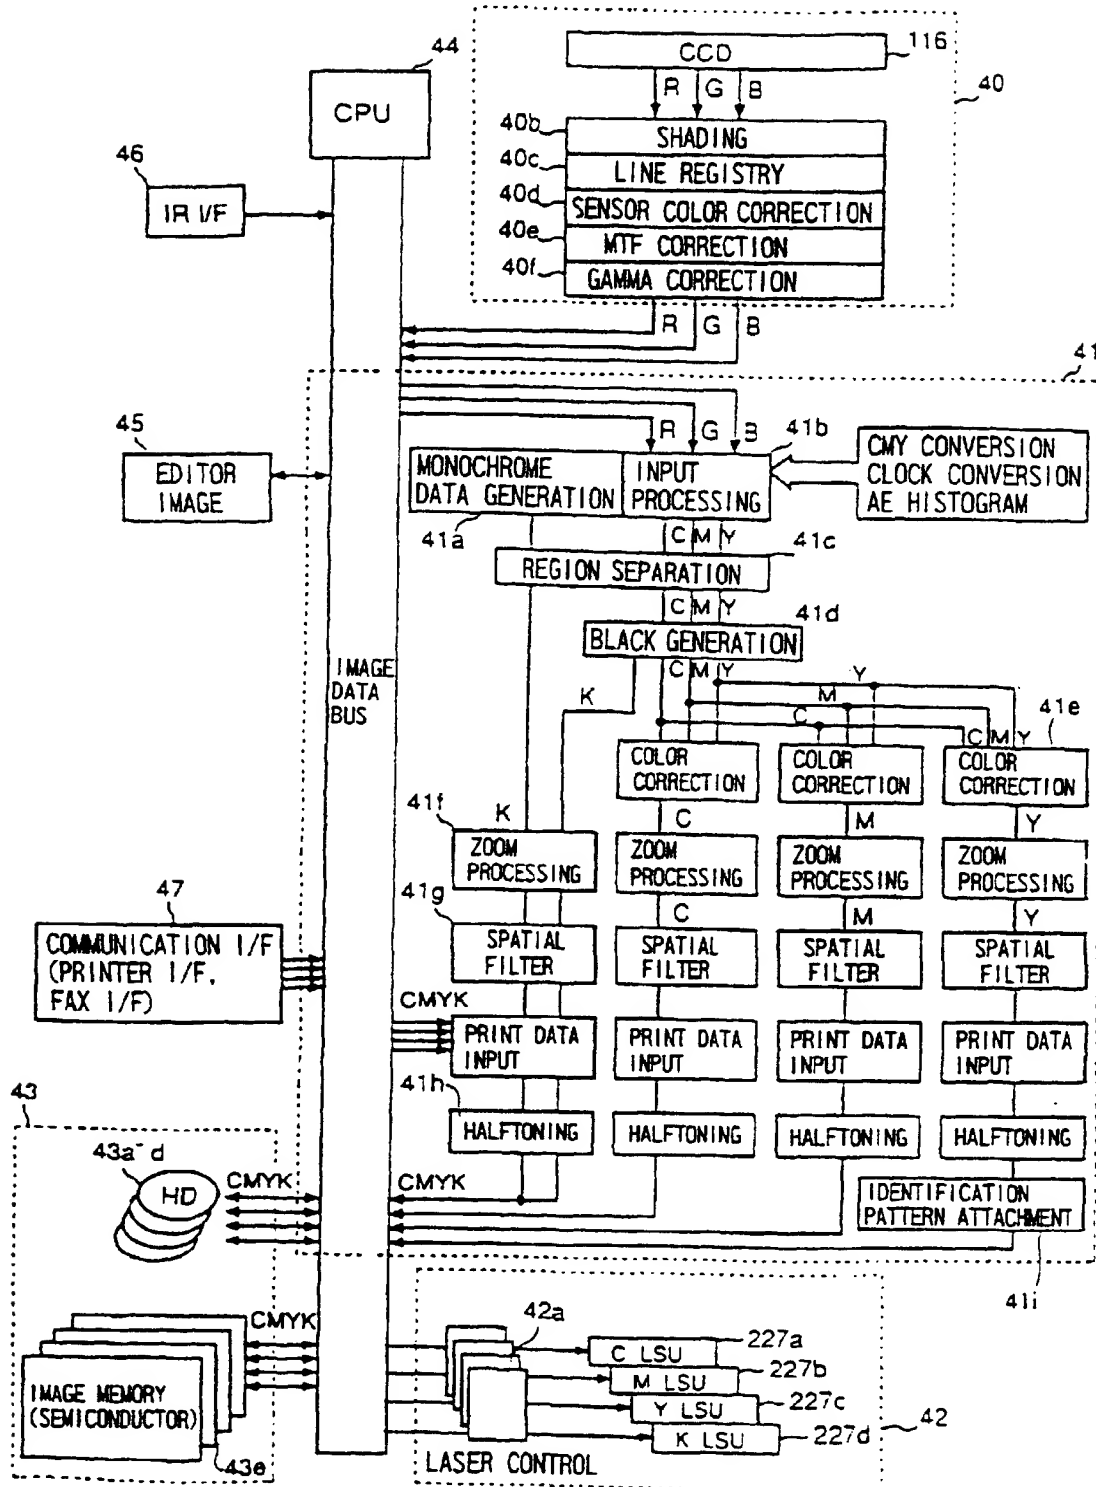 116
CCD
44
R G B
40
CPU
40b
SHADING
40c
LINE REGISTRY
40d
SENSOR COLOR CORRECTION
40e
MTF CORRECTION
40f
GAMMA CORRECTION
46
IR I/F
R G B
41
R G B
41b
45
EDITOR
IMAGE
MONOCHROME
DATA GENERATION
INPUT
PROCESSING
CMY CONVERSION
CLOCK CONVERSION
AE HISTOGRAM
41a
C M Y
41c
REGION SEPARATION
C M Y
41d
BLACK GENERATION
IMAGE
DATA
BUS
C M Y
K
Y
M
C
41e
C M Y
COLOR
CORRECTION
COLOR
CORRECTION
COLOR
CORRECTION
41f
K
C
M
Y
ZOOM
PROCESSING
ZOOM
PROCESSING
ZOOM
PROCESSING
ZOOM
PROCESSING
41g
C
M
Y
SPATIAL
FILTER
SPATIAL
FILTER
SPATIAL
FILTER
SPATIAL
FILTER
47
COMMUNICATION I/F
(PRINTER I/F,
FAX I/F)
CMYK
PRINT DATA
INPUT
PRINT DATA
INPUT
PRINT DATA
INPUT
PRINT DATA
INPUT
41h
HALFTONING
HALFTONING
HALFTONING
HALFTONING
43
43a~d
HD
CMYK
CMYK
IDENTIFICATION
PATTERN ATTACHMENT
41i
CMYK
IMAGE MEMORY
(SEMICONDUCTOR)
43e
42a
C LSU
227a
M LSU
227b
Y LSU
227c
K LSU
227d
42
LASER CONTROL